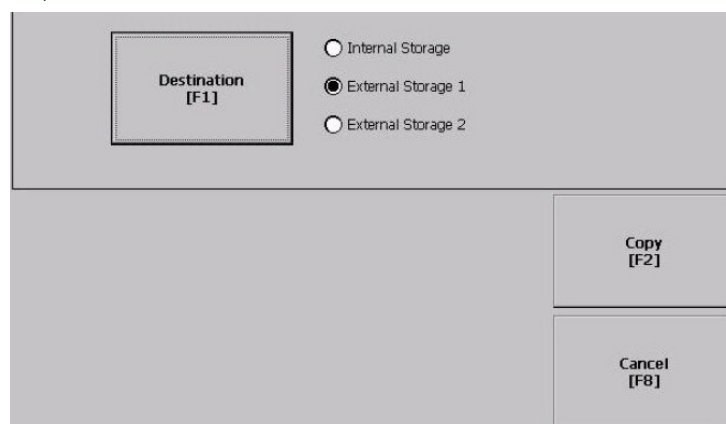 Destination
[F1]
Internal Storage
External Storage 1
External Storage 2
Copy
[F2]
Cancel
[F8]